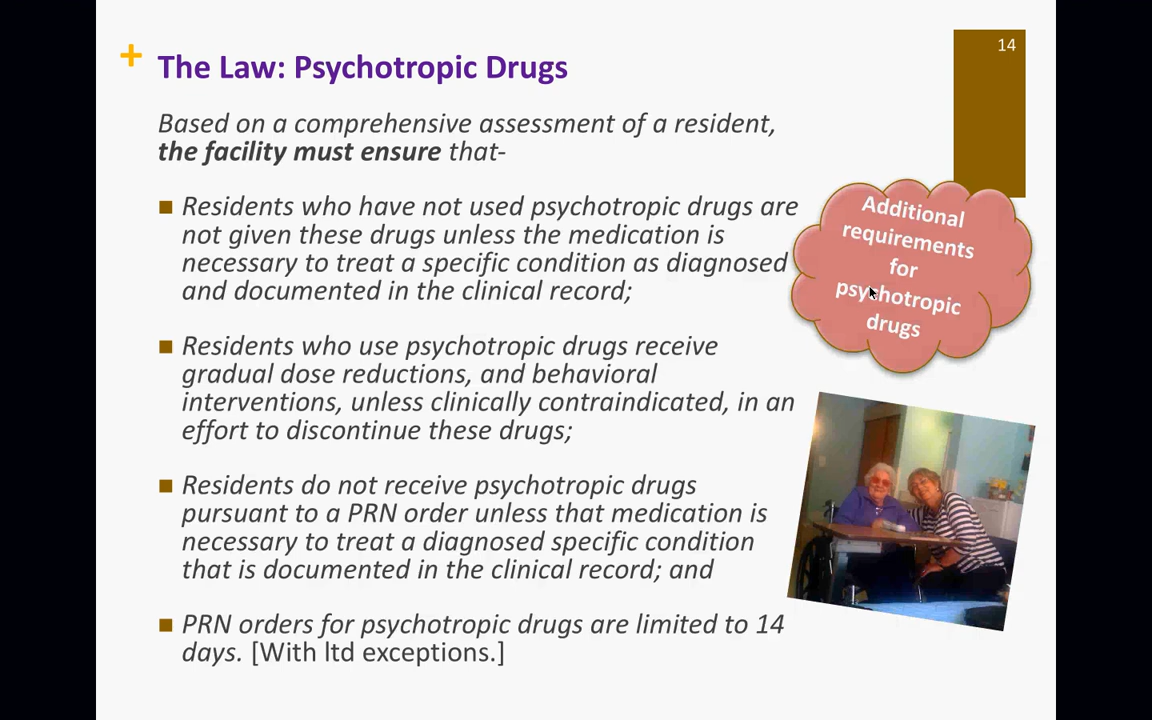 14
+ The Law: Psychotropic Drugs
Based on a comprehensive assessment of a resident,
the facility must ensure that-
Residents who have not used psychotropic drugs are
not given these drugs unless the medication is
necessary to treat a specific condition as diagnosed
and documented in the clinical record;
Residents who use psychotropic drugs receive
gradual dose reductions, and behavioral
interventions, unless clinically contraindicated, in an
effort to discontinue these drugs;
Residents do not receive psychotropic drugs
pursuant to a PRN order unless that medication is
necessary to treat a diagnosed specific condition
that is documented in the clinical record; and
PRN orders for psychotropic drugs are limited to 14
days. [With ltd exceptions.]
Additional
requirements
for
psychotropic
drugs